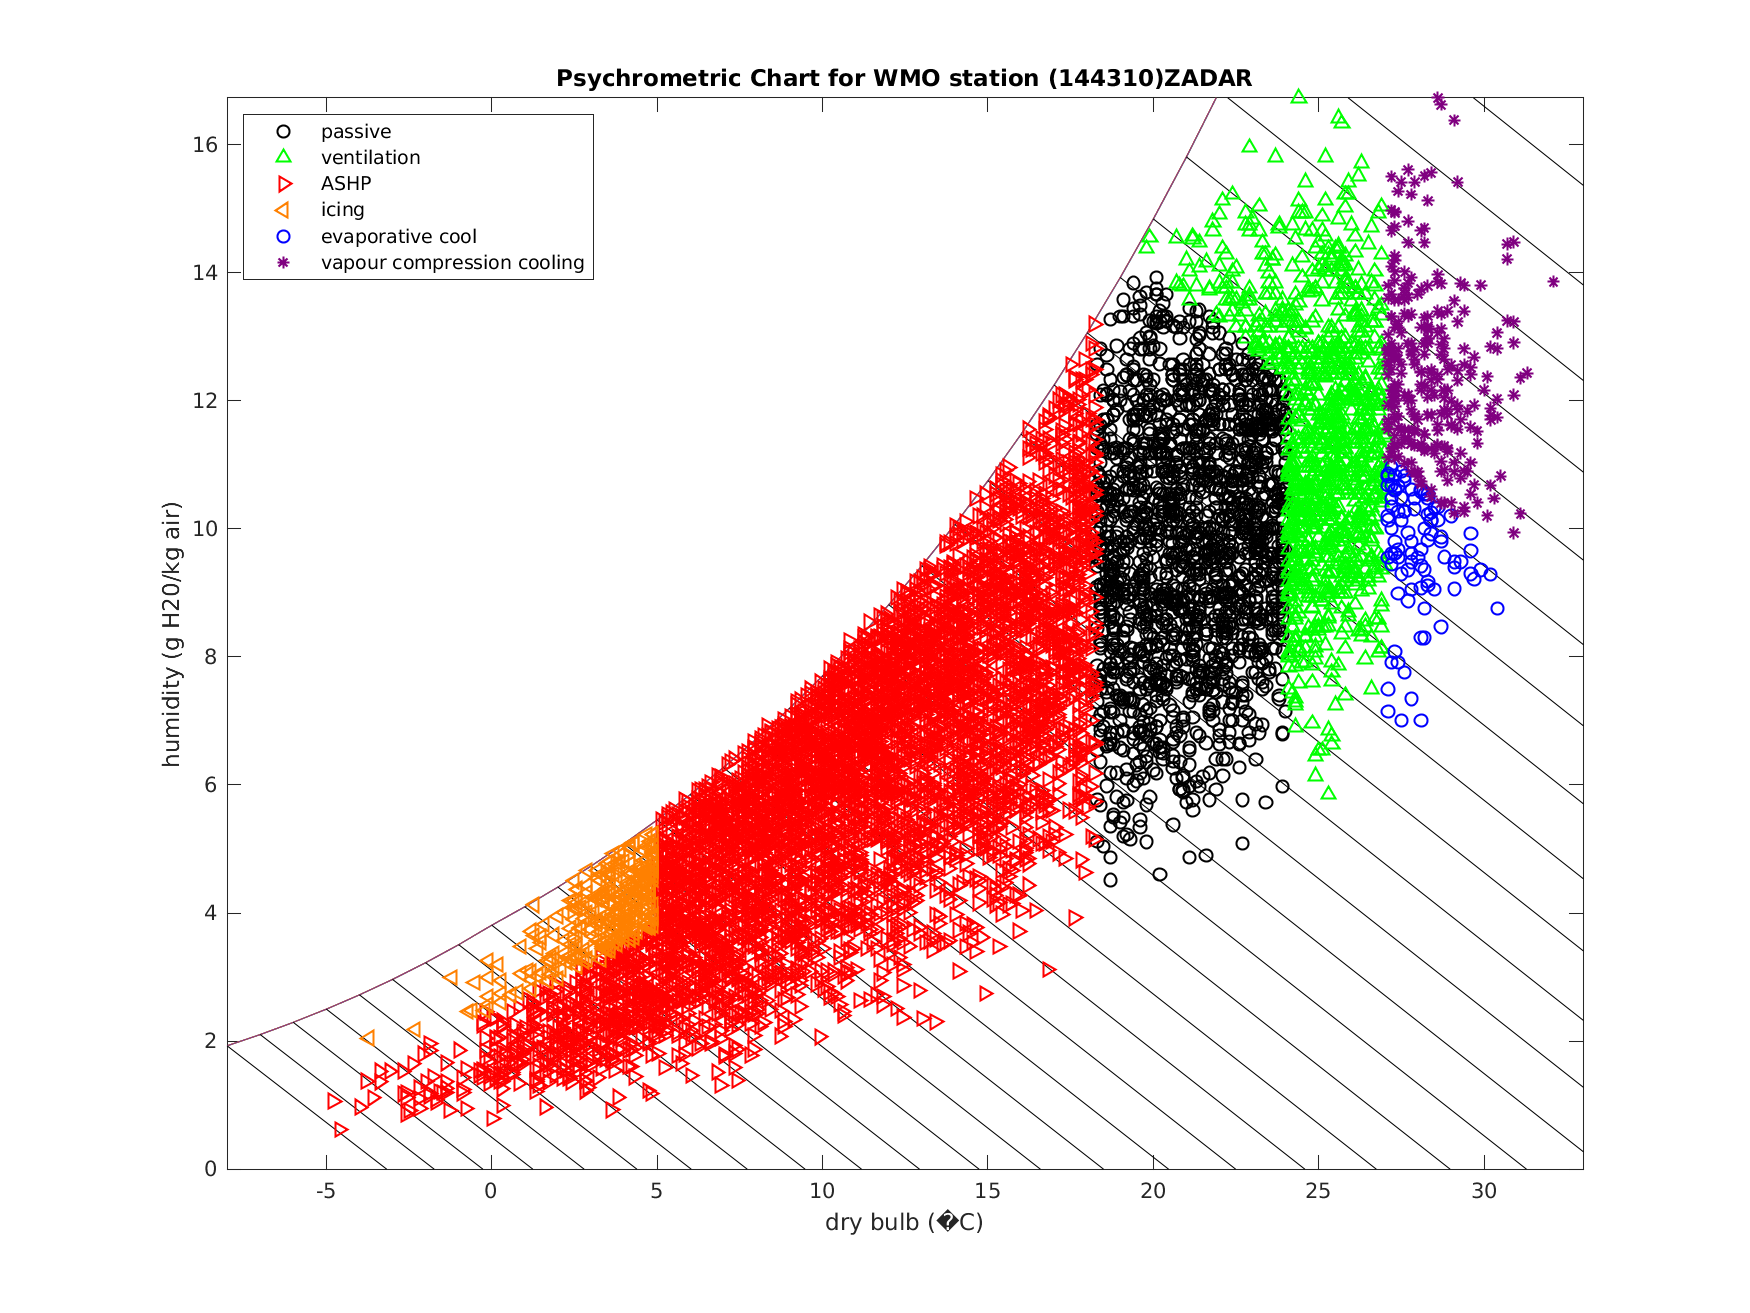 Psychrometric Chart for WMO station (144310)ZADAR
passive
ventilation
ASHP
icing
evaporative cool
vapour compression cooling
humidity (g H20/kg air)
16
14
12
10
8
6
4
2
0
-5 0 5 10 15 20 25 30
dry bulb (�C)